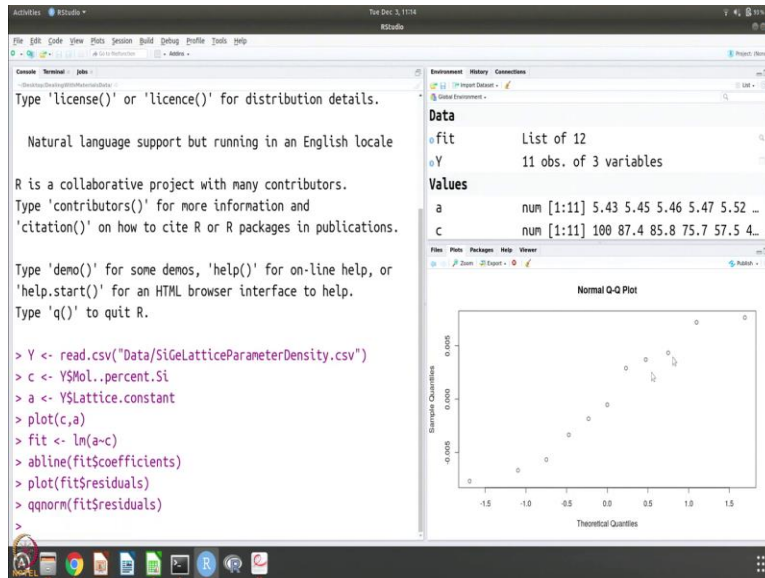 Activities RStudio Tue Dec 3, 11:14
RStudio
File Edit Code View Plots Session Build Debug Profile Tools Help
Go to file/function Addins
Project: (None
Console Terminal Jobs
Type 'license()' or 'licence()' for distribution details.
Natural language support but running in an English locale
R is a collaborative project with many contributors.
Type 'contributors()' for more information and
'citation()' on how to cite R or R packages in publications.
Type 'demo()' for some demos, 'help()' for on-line help, or
'help.start()' for an HTML browser interface to help.
Type 'q()' to quit R.
> Y <- read.csv("Data/SiGeLatticeParameterDensity.csv")
> c <- Y$Mol..percent.Si
> a <- Y$Lattice.constant
> plot(c,a)
> fit <- lm(a~c)
> abline(fit$coefficients)
> plot(fit$residuals)
> qqnorm(fit$residuals)
>
Environment History Connections
Import Dataset List
Global Environment
Data
fit List of 12
Y 11 obs. of 3 variables
Values
a num [1:11] 5.43 5.45 5.46 5.47 5.52 …
c num [1:11] 100 87.4 85.8 75.7 57.5 4…
Files Plots Packages Help Viewer
Zoom Export Publish
Normal Q-Q Plot
Sample Quantiles
0.005
0.000
-0.005
-1.5 -1.0 -0.5 0.0 0.5 1.0 1.5
Theoretical Quantiles
NPTEL